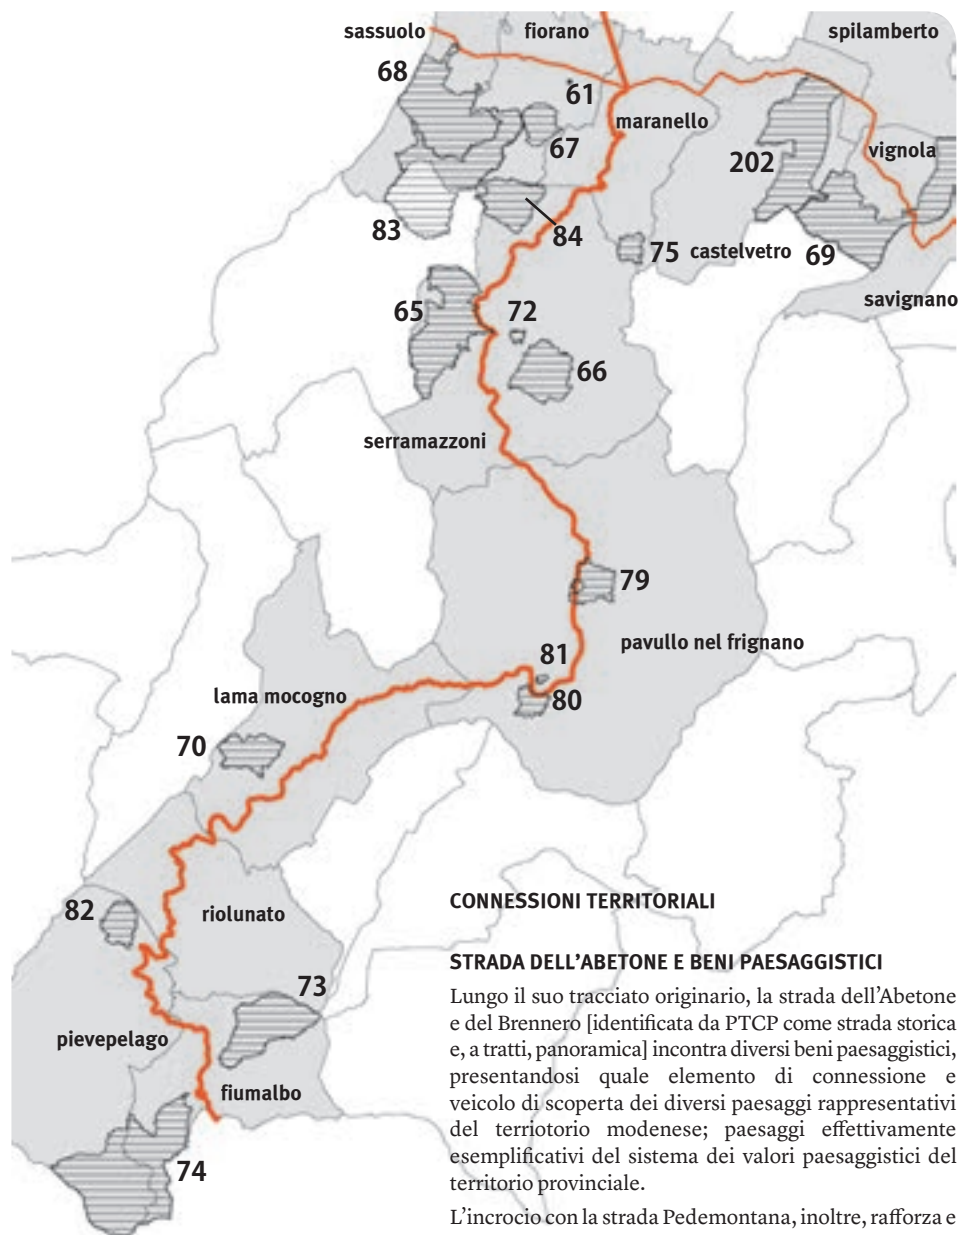 sassuolo
fiorano
spilamberto
68
61
maranello
67
vignola
202
83
84
75
castelvetro
69
savignano
65
72
66
serramazzoni
79
pavullo nel frignano
81
80
lama mocogno
70
82
riolunato
73
pievepelago
fiumalbo
74
CONNESSIONI TERRITORIALI
STRADA DELL’ABETONE E BENI PAESAGGISTICI
Lungo il suo tracciato originario, la strada dell’Abetone
e del Brennero [identificata da PTCP come strada storica
e, a tratti, panoramica] incontra diversi beni paesaggistici,
presentandosi quale elemento di connessione e
veicolo di scoperta dei diversi paesaggi rappresentativi
del terriotorio modenese; paesaggi effettivamente
esemplificativi del sistema dei valori paesaggistici del
territorio provinciale.
L’incrocio con la strada Pedemontana, inoltre, rafforza e